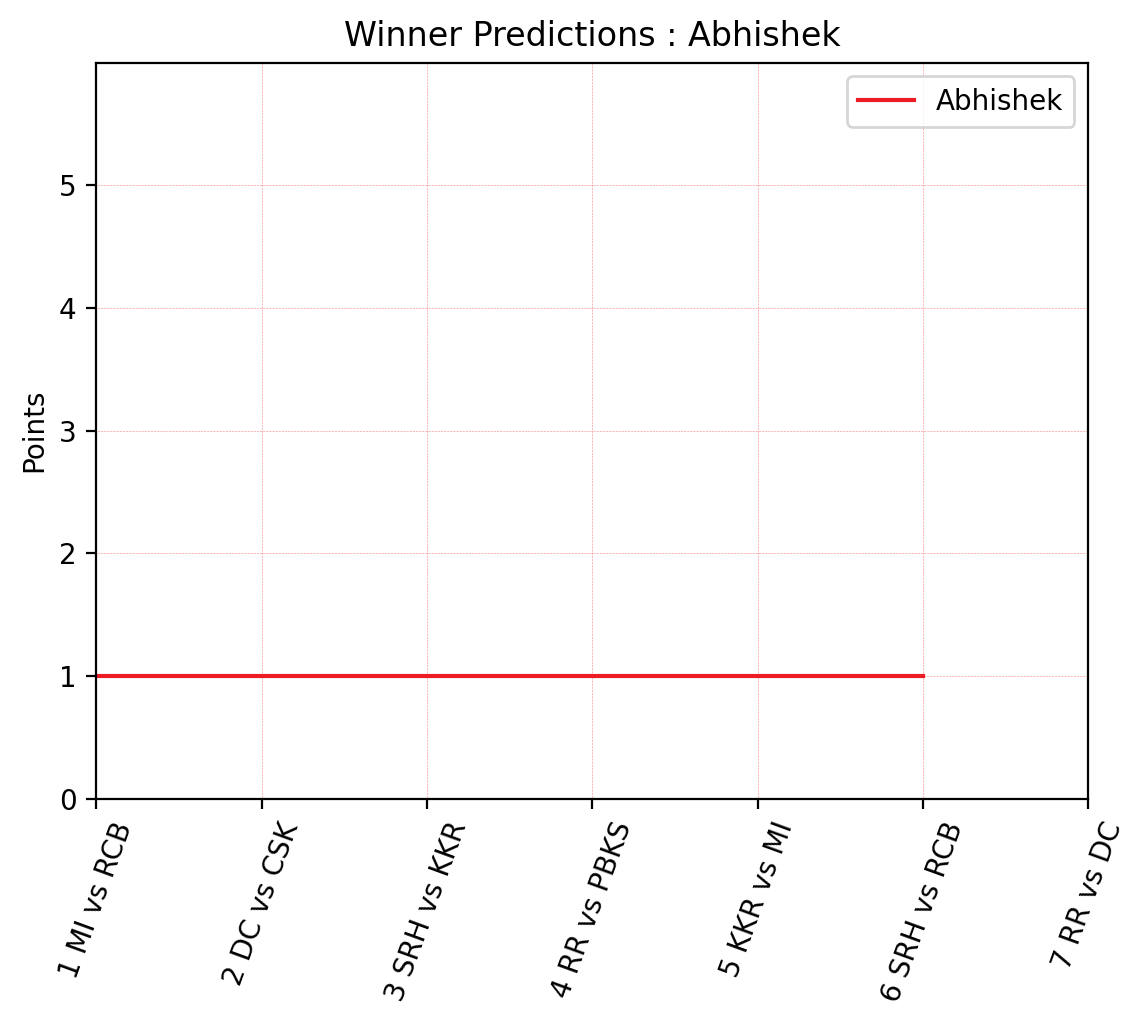 Winner Predictions : Abhishek
Abhishek
Points
5
4
3
2
1
0
1 MI vs RCB
2 DC vs CSK
3 SRH vs KKR
4 RR vs PBKS
5 KKR vs MI
6 SRH vs RCB
7 RR vs DC